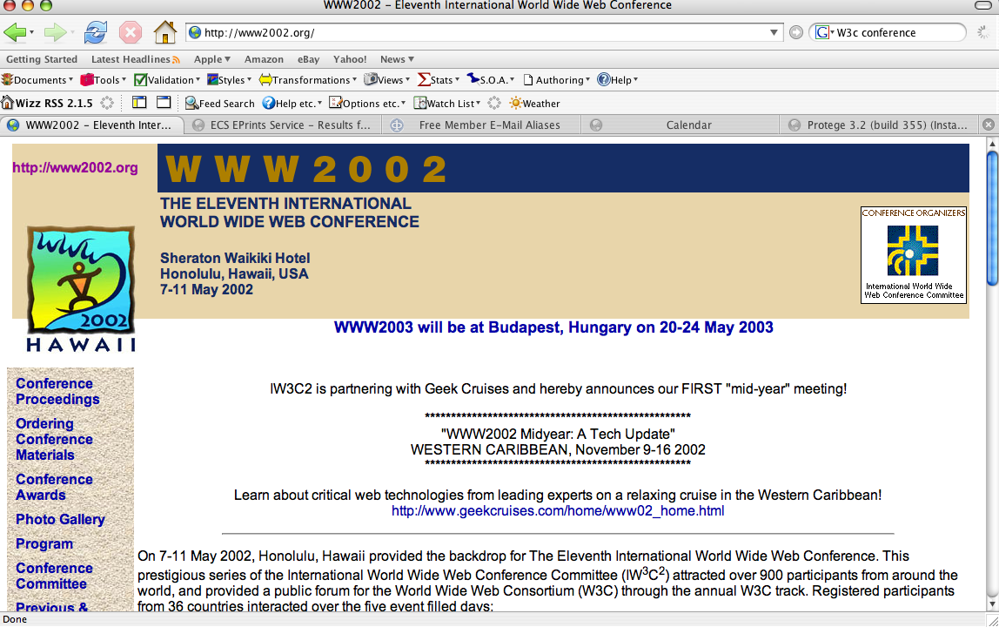 WWW2002 – Eleventh International World Wide Web Conference
http://www2002.org/
G W3c conference
Getting Started Latest Headlines Apple Amazon eBay Yahoo! News
Documents Tools Validation Styles Transformations Views Stats S.O.A. Authoring Help
Wizz RSS 2.1.5 Feed Search Help etc. Options etc. Watch List Weather
WWW2002 – Eleventh Inter... ECS EPrints Service – Results f... Free Member E-Mail Aliases Calendar Protege 3.2 (build 355) (Insta...
http://www2002.org
W W W 2 0 0 2
THE ELEVENTH INTERNATIONAL
WORLD WIDE WEB CONFERENCE
Sheraton Waikiki Hotel
Honolulu, Hawaii, USA
7-11 May 2002
CONFERENCE ORGANIZERS
International World Wide
Web Conference Committee
WWW
2002
HAWAII
WWW2003 will be at Budapest, Hungary on 20-24 May 2003
Conference
Proceedings
Ordering
Conference
Materials
Conference
Awards
Photo Gallery
Program
Conference
Committee
Previous &
IW3C2 is partnering with Geek Cruises and hereby announces our FIRST "mid-year" meeting!
***************************************************
"WWW2002 Midyear: A Tech Update"
WESTERN CARIBBEAN, November 9-16 2002
***************************************************
Learn about critical web technologies from leading experts on a relaxing cruise in the Western Caribbean!
http://www.geekcruises.com/home/www02_home.html
On 7-11 May 2002, Honolulu, Hawaii provided the backdrop for The Eleventh International World Wide Web Conference. This
prestigious series of the International World Wide Web Conference Committee (IW3C2) attracted over 900 participants from around the
world, and provided a public forum for the World Wide Web Consortium (W3C) through the annual W3C track. Registered participants
from 36 countries interacted over the five event filled days:
Done